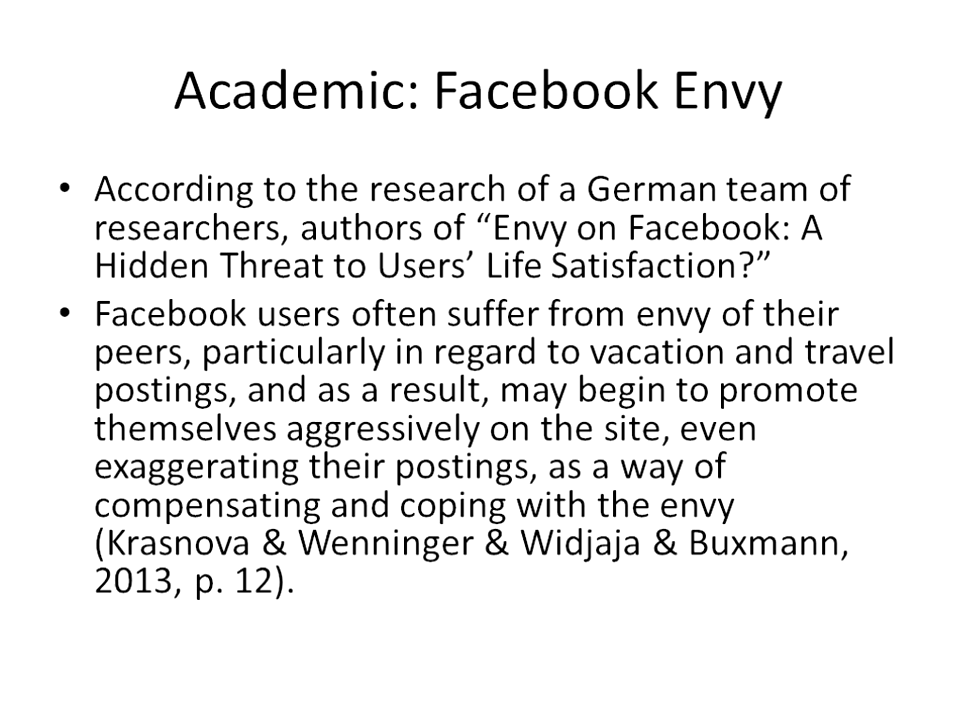 Academic: Facebook Envy
• According to the research of a German team of
researchers, authors of “Envy on Facebook: A
Hidden Threat to Users’ Life Satisfaction?”
• Facebook users often suffer from envy of their
peers, particularly in regard to vacation and travel
postings, and as a result, may begin to promote
themselves aggressively on the site, even
exaggerating their postings, as a way of
compensating and coping with the envy
(Krasnova & Wenninger & Widjaja & Buxmann,
2013, p. 12).